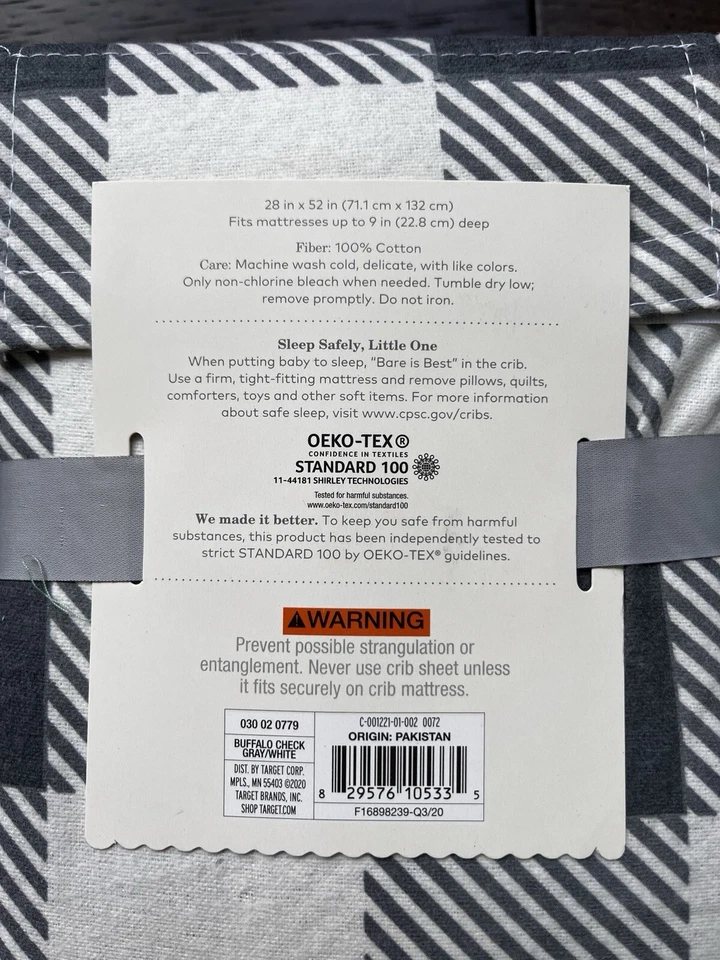 28 in x 52 in (71.1 cm x 132 cm)
Fits mattresses up to 9 in (22.8 cm) deep
Fiber: 100% Cotton
Care: Machine wash cold, delicate, with like colors.
Only non-chlorine bleach when needed. Tumble dry low;
remove promptly. Do not iron.
Sleep Safely, Little One
When putting baby to sleep, "Bare is Best" in the crib.
Use a firm, tight-fitting mattress and remove pillows, quilts,
comforters, toys and other soft items. For more information
about safe sleep, visit www.cpsc.gov/cribs.
OEKO-TEX®
CONFIDENCE IN TEXTILES
STANDARD 100
11-44181 SHIRLEY TECHNOLOGIES
Tested for harmful substances.
www.oeko-tex.com/standard100
We made it better. To keep you safe from harmful
substances, this product has been independently tested to
strict STANDARD 100 by OEKO-TEX® guidelines.
WARNING
Prevent possible strangulation or
entanglement. Never use crib sheet unless
it fits securely on crib mattress.
030 02 0779
BUFFALO CHECK
GRAY/WHITE
DIST. BY TARGET CORP.
MPLS., MN 55403 ©2020
TARGET BRANDS, INC.
SHOP TARGET.COM
C-001221-01-002 0072
ORIGIN: PAKISTAN
8 29576 10533 5
F16898239-Q3/20